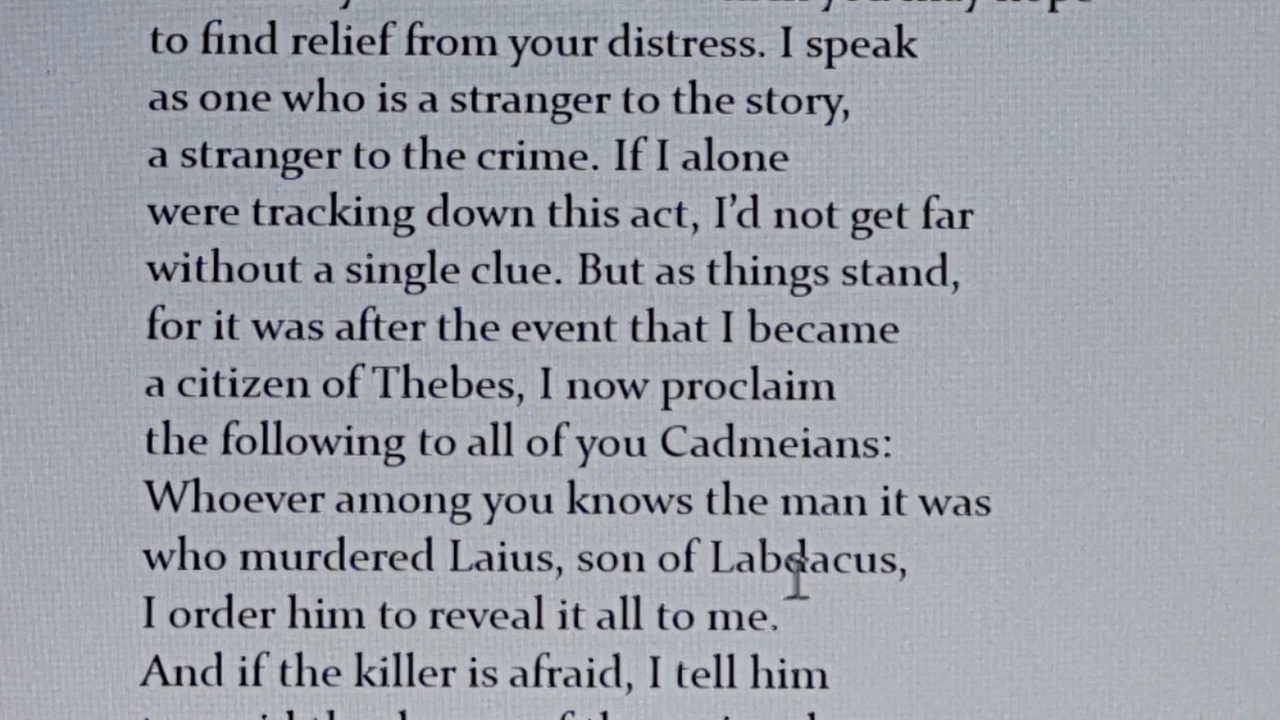 to find relief from your distress. I speak
as one who is a stranger to the story,
a stranger to the crime. If I alone
were tracking down this act, I’d not get far
without a single clue. But as things stand,
for it was after the event that I became
a citizen of Thebes, I now proclaim
the following to all of you Cadmeians:
Whoever among you knows the man it was
who murdered Laius, son of Labdacus,
I order him to reveal it all to me.
And if the killer is afraid, I tell him